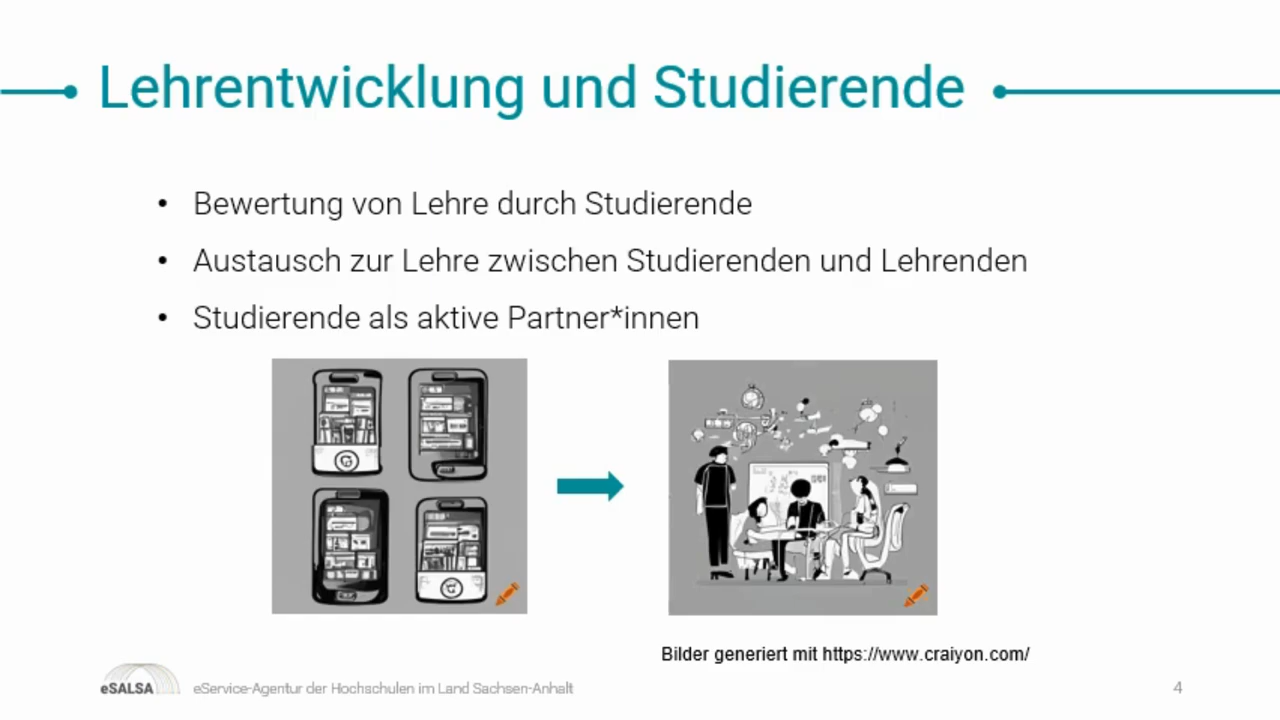 Lehrentwicklung und Studierende
• Bewertung von Lehre durch Studierende
• Austausch zur Lehre zwischen Studierenden und Lehrenden
• Studierende als aktive Partner*innen
Bilder generiert mit https://www.craiyon.com/
eSALSA eService-Agentur der Hochschulen im Land Sachsen-Anhalt 4